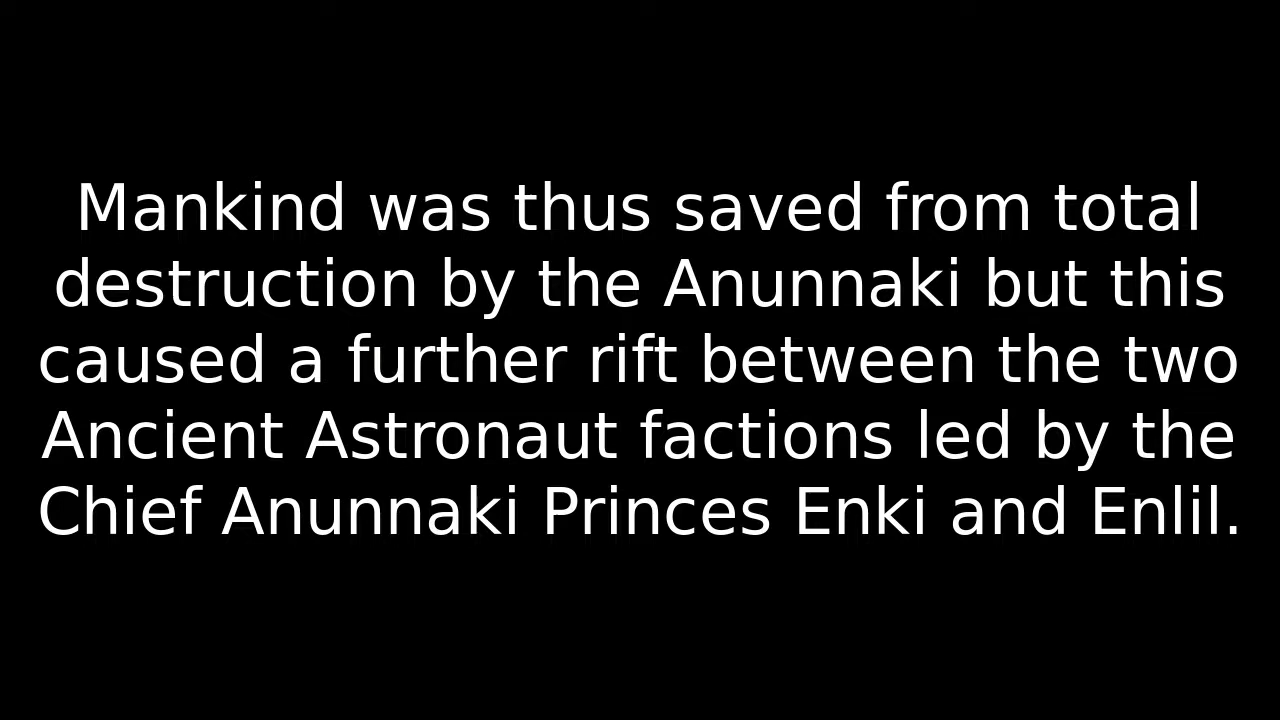 Mankind was thus saved from total
destruction by the Anunnaki but this
caused a further rift between the two
Ancient Astronaut factions led by the
Chief Anunnaki Princes Enki and Enlil.